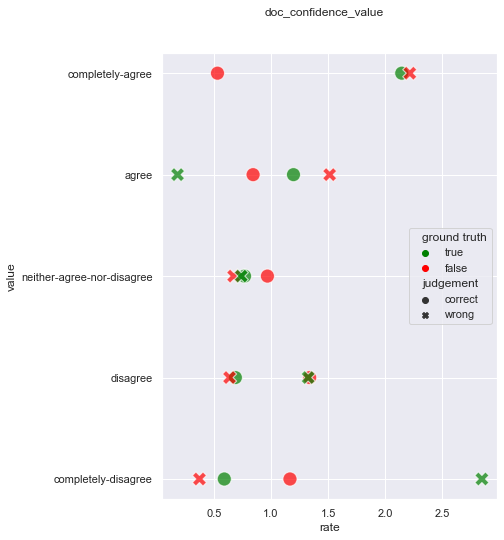 doc_confidence_value
completely-agree
agree
neither-agree-nor-disagree
disagree
completely-disagree
value
ground truth
true
false
judgement
correct
wrong
0.5
1.0
1.5
2.0
2.5
rate